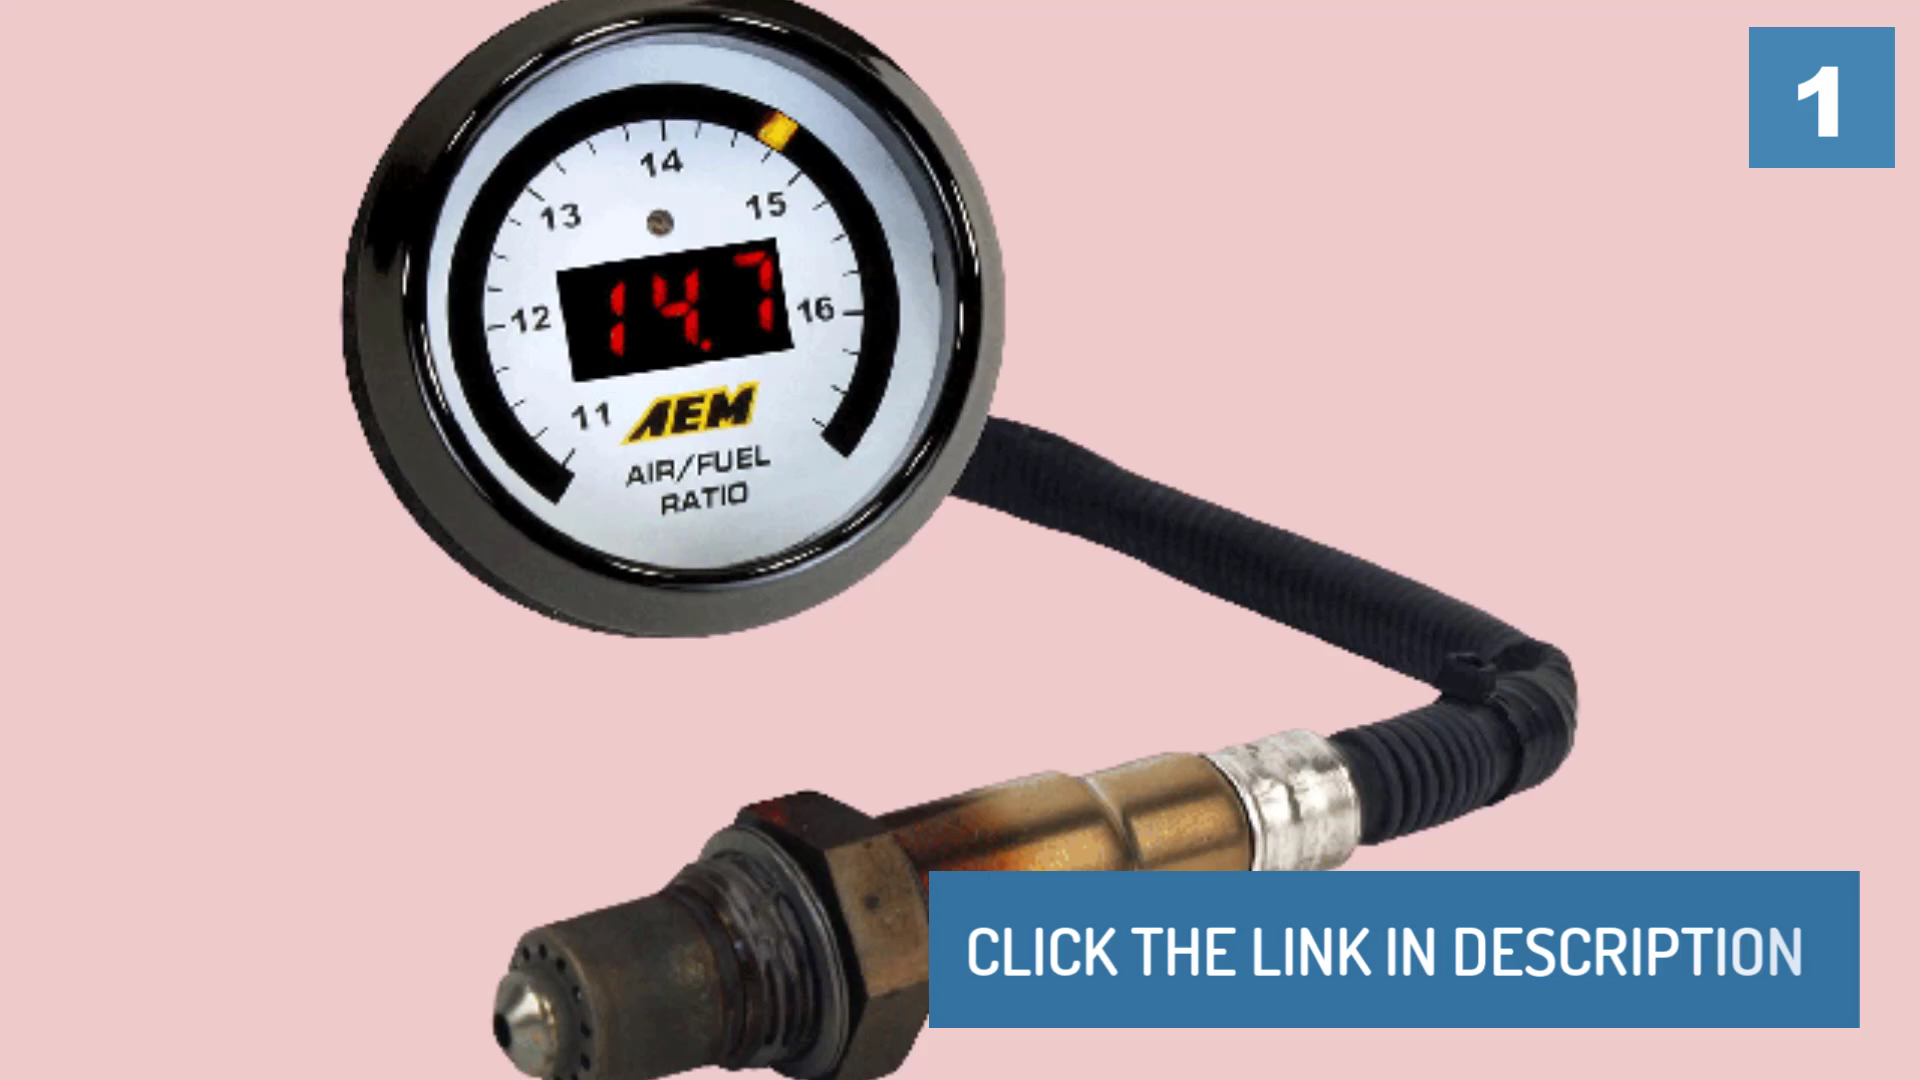 1
14
13
15
14.7
12
16
11
AEM
AIR/FUEL
RATIO
CLICK THE LINK IN DESCRIPTION